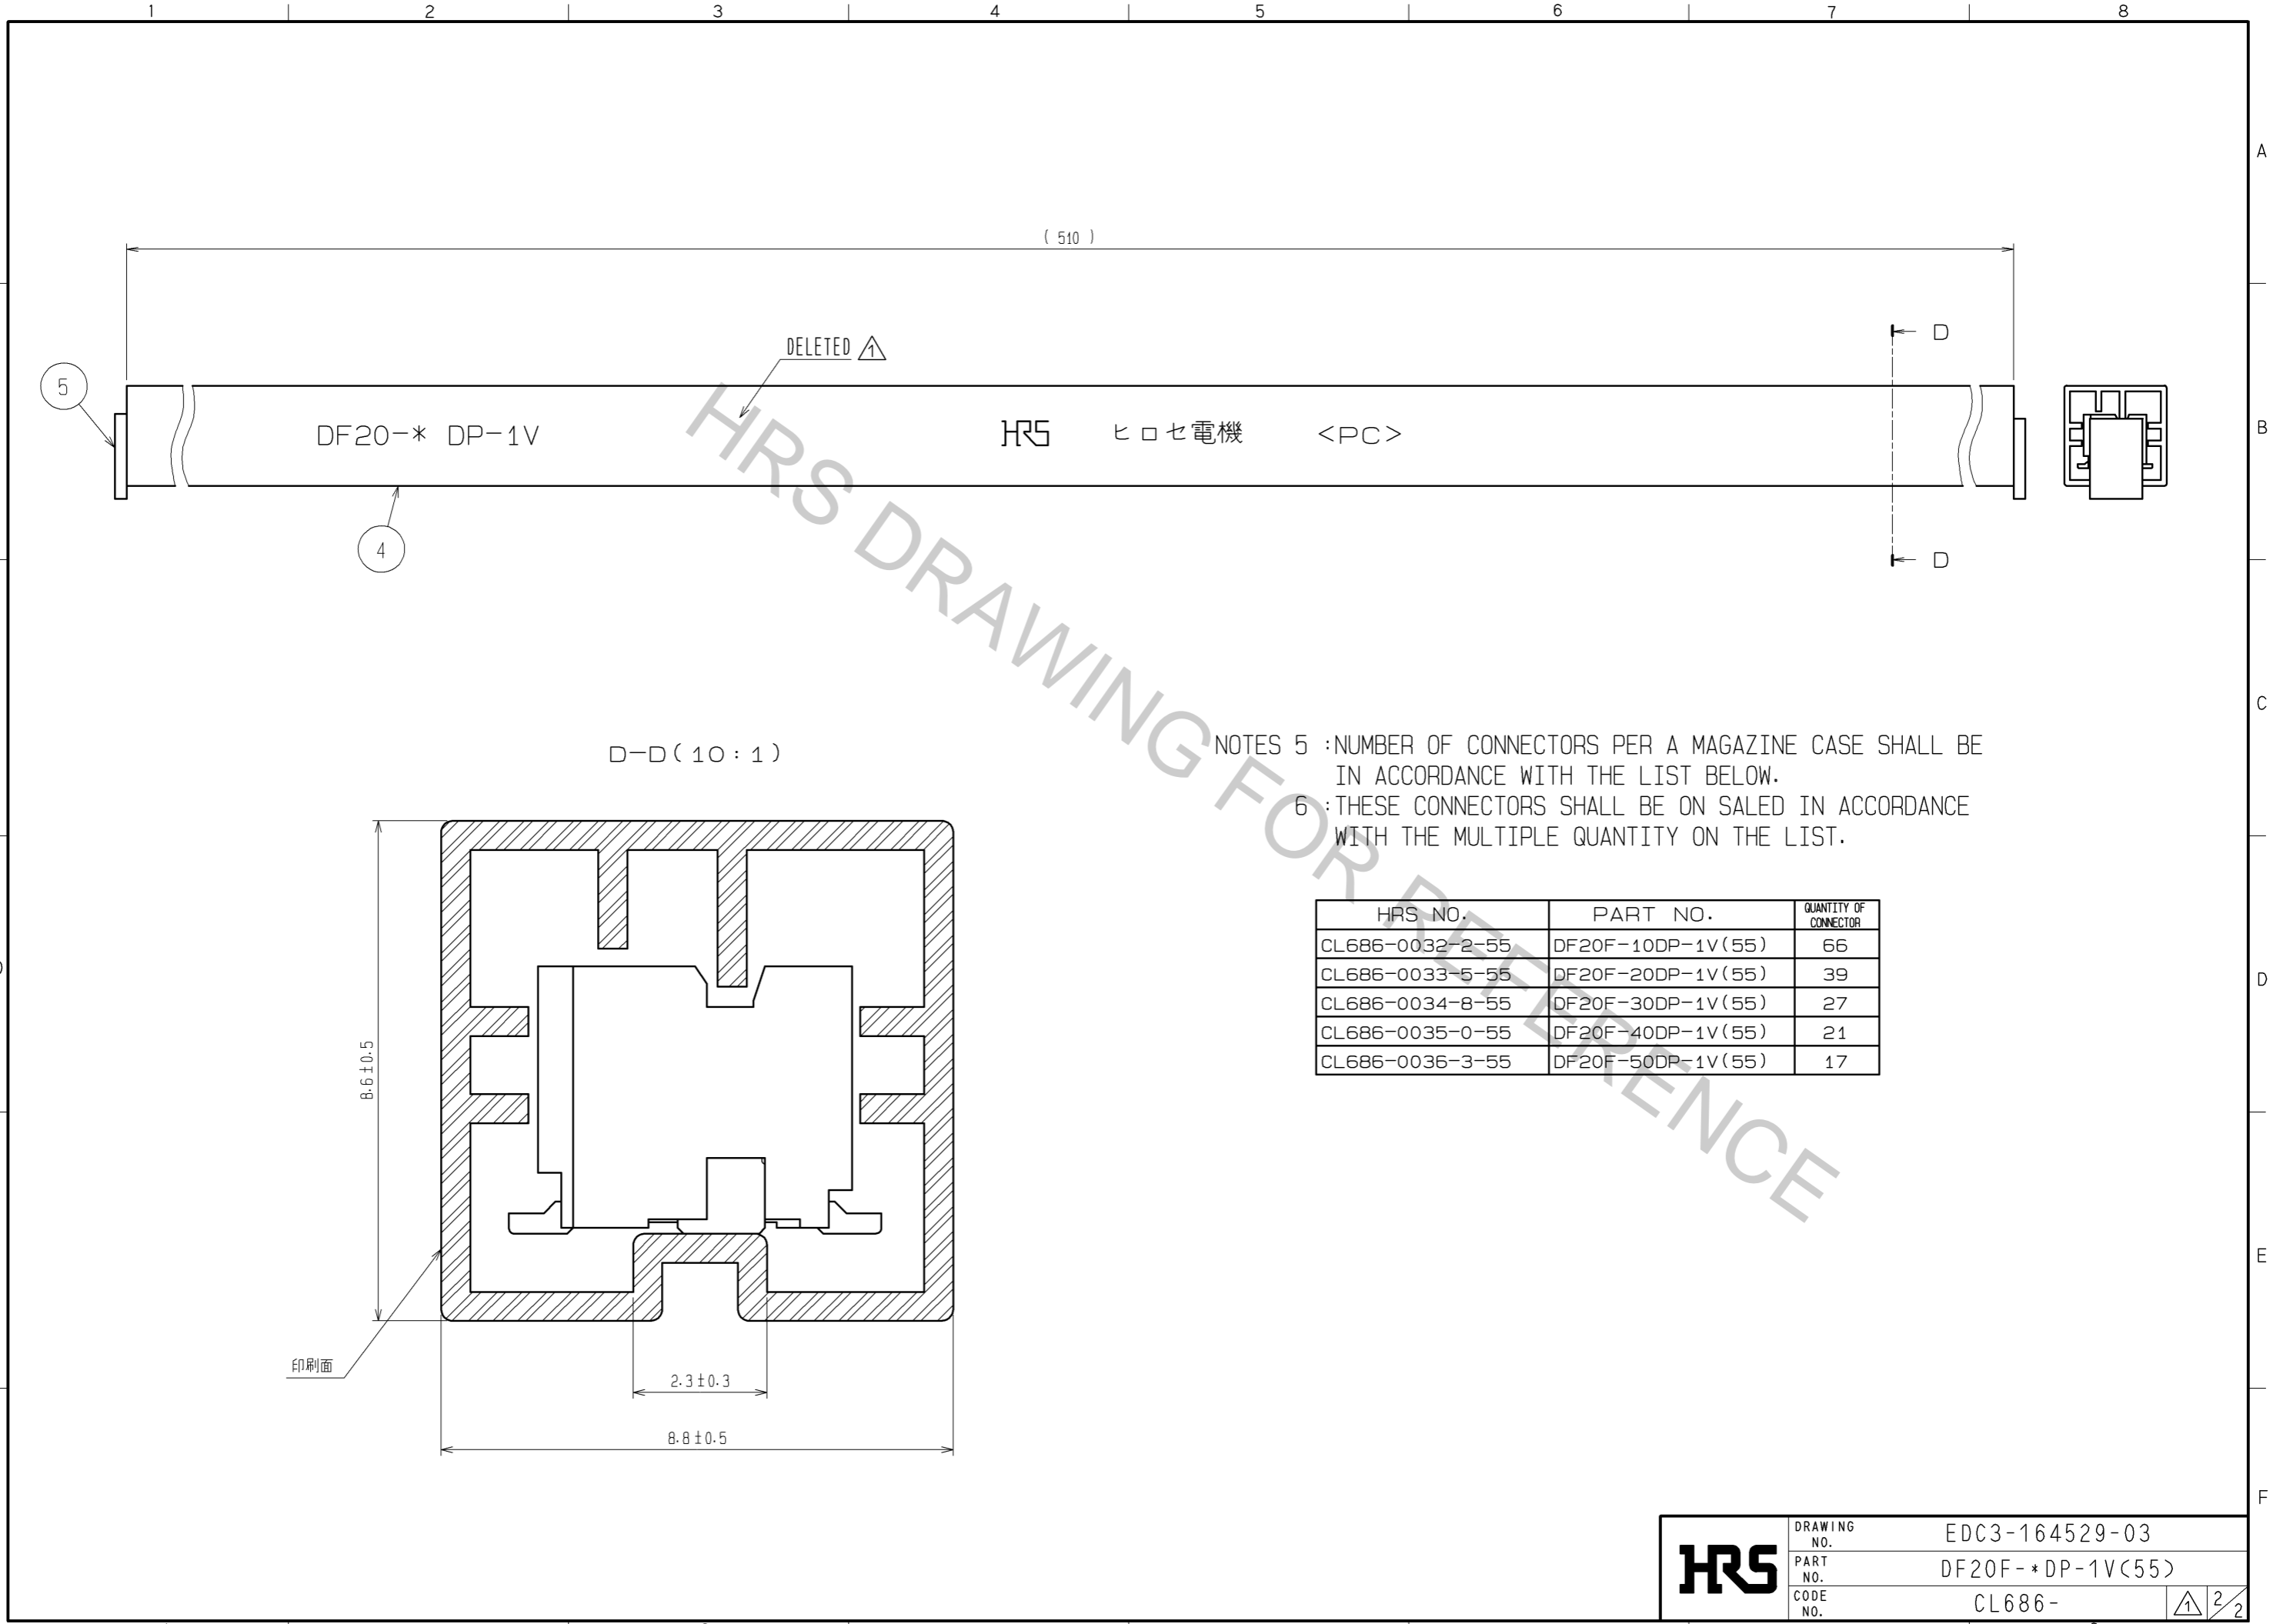 1 2 3 4 5 6 7 8
A
( 510 )
D
DELETED 1
5
DF20-* DP-1V
HRS ヒロセ電機 <PC>
B
4
D
C
D-D(10:1)
NOTES 5 :NUMBER OF CONNECTORS PER A MAGAZINE CASE SHALL BE
IN ACCORDANCE WITH THE LIST BELOW.
6 :THESE CONNECTORS SHALL BE ON SALED IN ACCORDANCE
WITH THE MULTIPLE QUANTITY ON THE LIST.
HRS NO. PART NO. QUANTITY OF
CONNECTOR
CL686-0032-2-55 DF20F-10DP-1V(55) 66
CL686-0033-5-55 DF20F-20DP-1V(55) 39
CL686-0034-8-55 DF20F-30DP-1V(55) 27
CL686-0035-0-55 DF20F-40DP-1V(55) 21
CL686-0036-3-55 DF20F-50DP-1V(55) 17
D
8.6±0.5
E
印刷面
2.3±0.3
8.8±0.5
F
HRS
DRAWING
NO.
EDC3-164529-03
PART
NO.
DF20F-*DP-1V(55)
CODE
NO.
CL686-
1 2/2
HRS DRAWING FOR REFERENCE